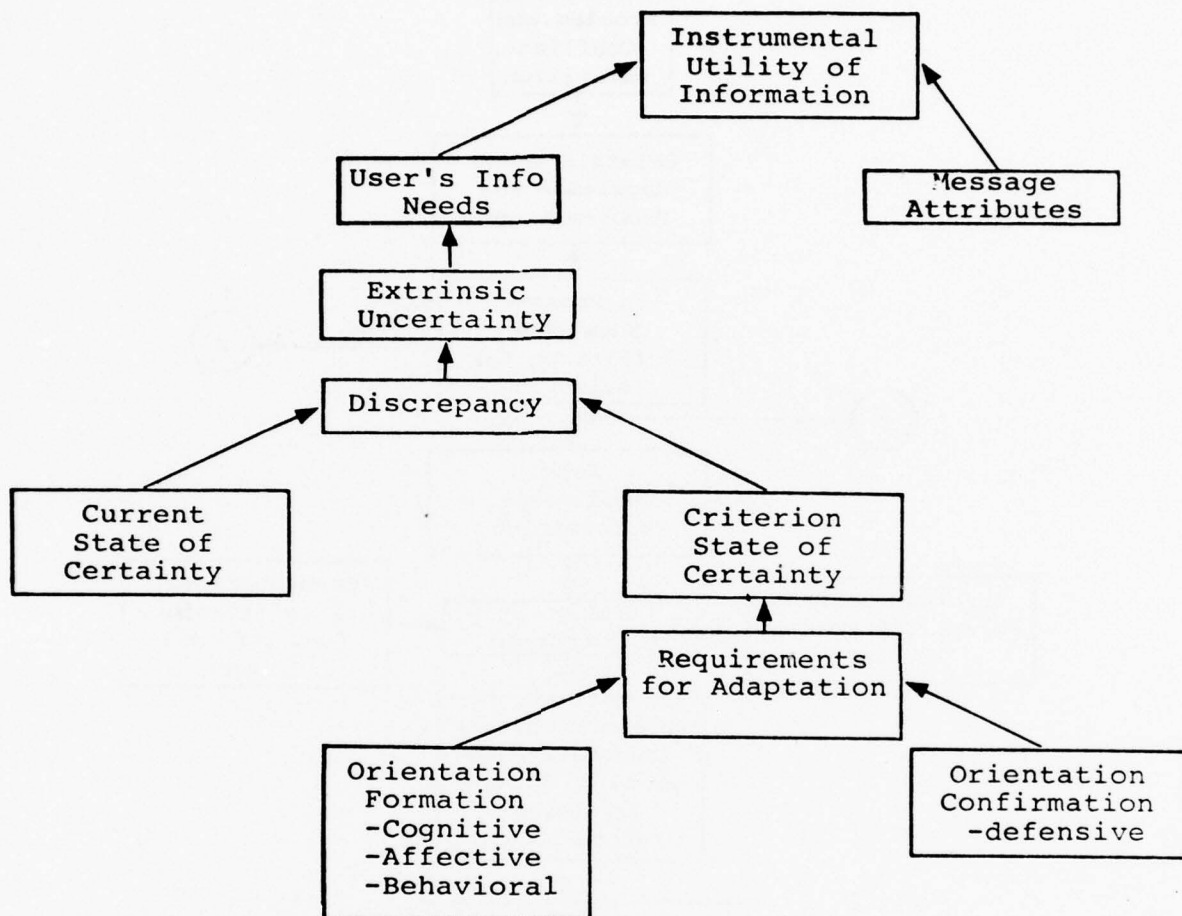 Instrumental
Utility of
Information
User's Info
Needs
Message
Attributes
Extrinsic
Uncertainty
Discrepancy
Current
State of
Certainty
Criterion
State of
Certainty
Requirements
for Adaptation
Orientation
Formation
-Cognitive
-Affective
-Behavioral
Orientation
Confirmation
-defensive